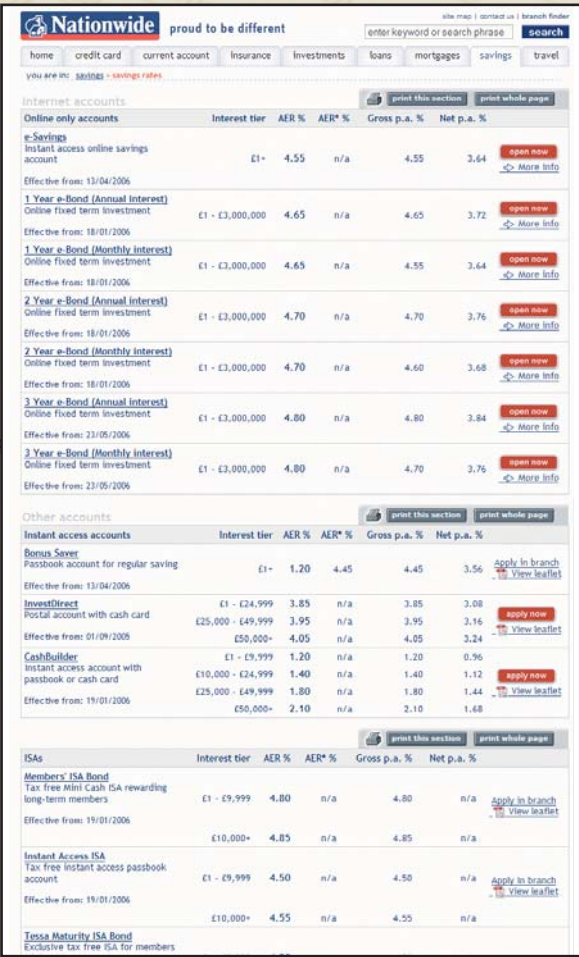 site map | contact us | branch finder
Nationwide proud to be different
enter keyword or search phrase search
home credit card current account insurance investments loans mortgages savings travel
you are in: savings > savings rates
Internet accounts print this section print whole page
Online only accounts Interest tier AER % AER* % Gross p.a. % Net p.a. %
e-Savings
Instant access online savings
account £1+ 4.55 n/a 4.55 3.64 open now
More info
Effective from: 13/04/2006
1 Year e-Bond (Annual interest)
Online fixed term investment £1 - £3,000,000 4.65 n/a 4.65 3.72 open now
More info
Effective from: 18/01/2006
1 Year e-Bond (Monthly interest)
Online fixed term investment £1 - £3,000,000 4.65 n/a 4.55 3.64 open now
More info
Effective from: 18/01/2006
2 Year e-Bond (Annual interest)
Online fixed term investment £1 - £3,000,000 4.70 n/a 4.70 3.76 open now
More info
Effective from: 18/01/2006
2 Year e-Bond (Monthly interest)
Online fixed term investment £1 - £3,000,000 4.70 n/a 4.60 3.68 open now
More info
Effective from: 18/01/2006
3 Year e-Bond (Annual interest)
Online fixed term investment £1 - £3,000,000 4.80 n/a 4.80 3.84 open now
More info
Effective from: 23/05/2006
3 Year e-Bond (Monthly interest)
Online fixed term investment £1 - £3,000,000 4.80 n/a 4.70 3.76 open now
More info
Effective from: 23/05/2006
Other accounts print this section print whole page
Instant access accounts Interest tier AER % AER* % Gross p.a. % Net p.a. %
Bonus Saver
Passbook account for regular saving £1+ 1.20 4.45 4.45 3.56 Apply in branch
View leaflet
Effective from: 13/04/2006
InvestDirect £1 - £24,999 3.85 n/a 3.85 3.08
Postal account with cash card £25,000 - £49,999 3.95 n/a 3.95 3.16 apply now
View leaflet
Effective from: 01/09/2005 £50,000+ 4.05 n/a 4.05 3.24
CashBuilder £1 - £9,999 1.20 n/a 1.20 0.96
Instant access account with
passbook or cash card £10,000 - £24,999 1.40 n/a 1.40 1.12 apply now
£25,000 - £49,999 1.80 n/a 1.80 1.44 View leaflet
Effective from: 19/01/2006
£50,000+ 2.10 n/a 2.10 1.68
print this section print whole page
ISAs Interest tier AER % AER* % Gross p.a. % Net p.a. %
Members' ISA Bond
Tax free Mini Cash ISA rewarding
long-term members £1 - £9,999 4.80 n/a 4.80 n/a Apply in branch
View leaflet
Effective from: 19/01/2006
£10,000+ 4.85 n/a 4.85 n/a
Instant Access ISA
Tax free instant access passbook
account £1 - £9,999 4.50 n/a 4.50 n/a Apply in branch
View leaflet
Effective from: 19/01/2006
£10,000+ 4.55 n/a 4.55 n/a
Tessa Maturity ISA Bond
Exclusive tax free ISA for members